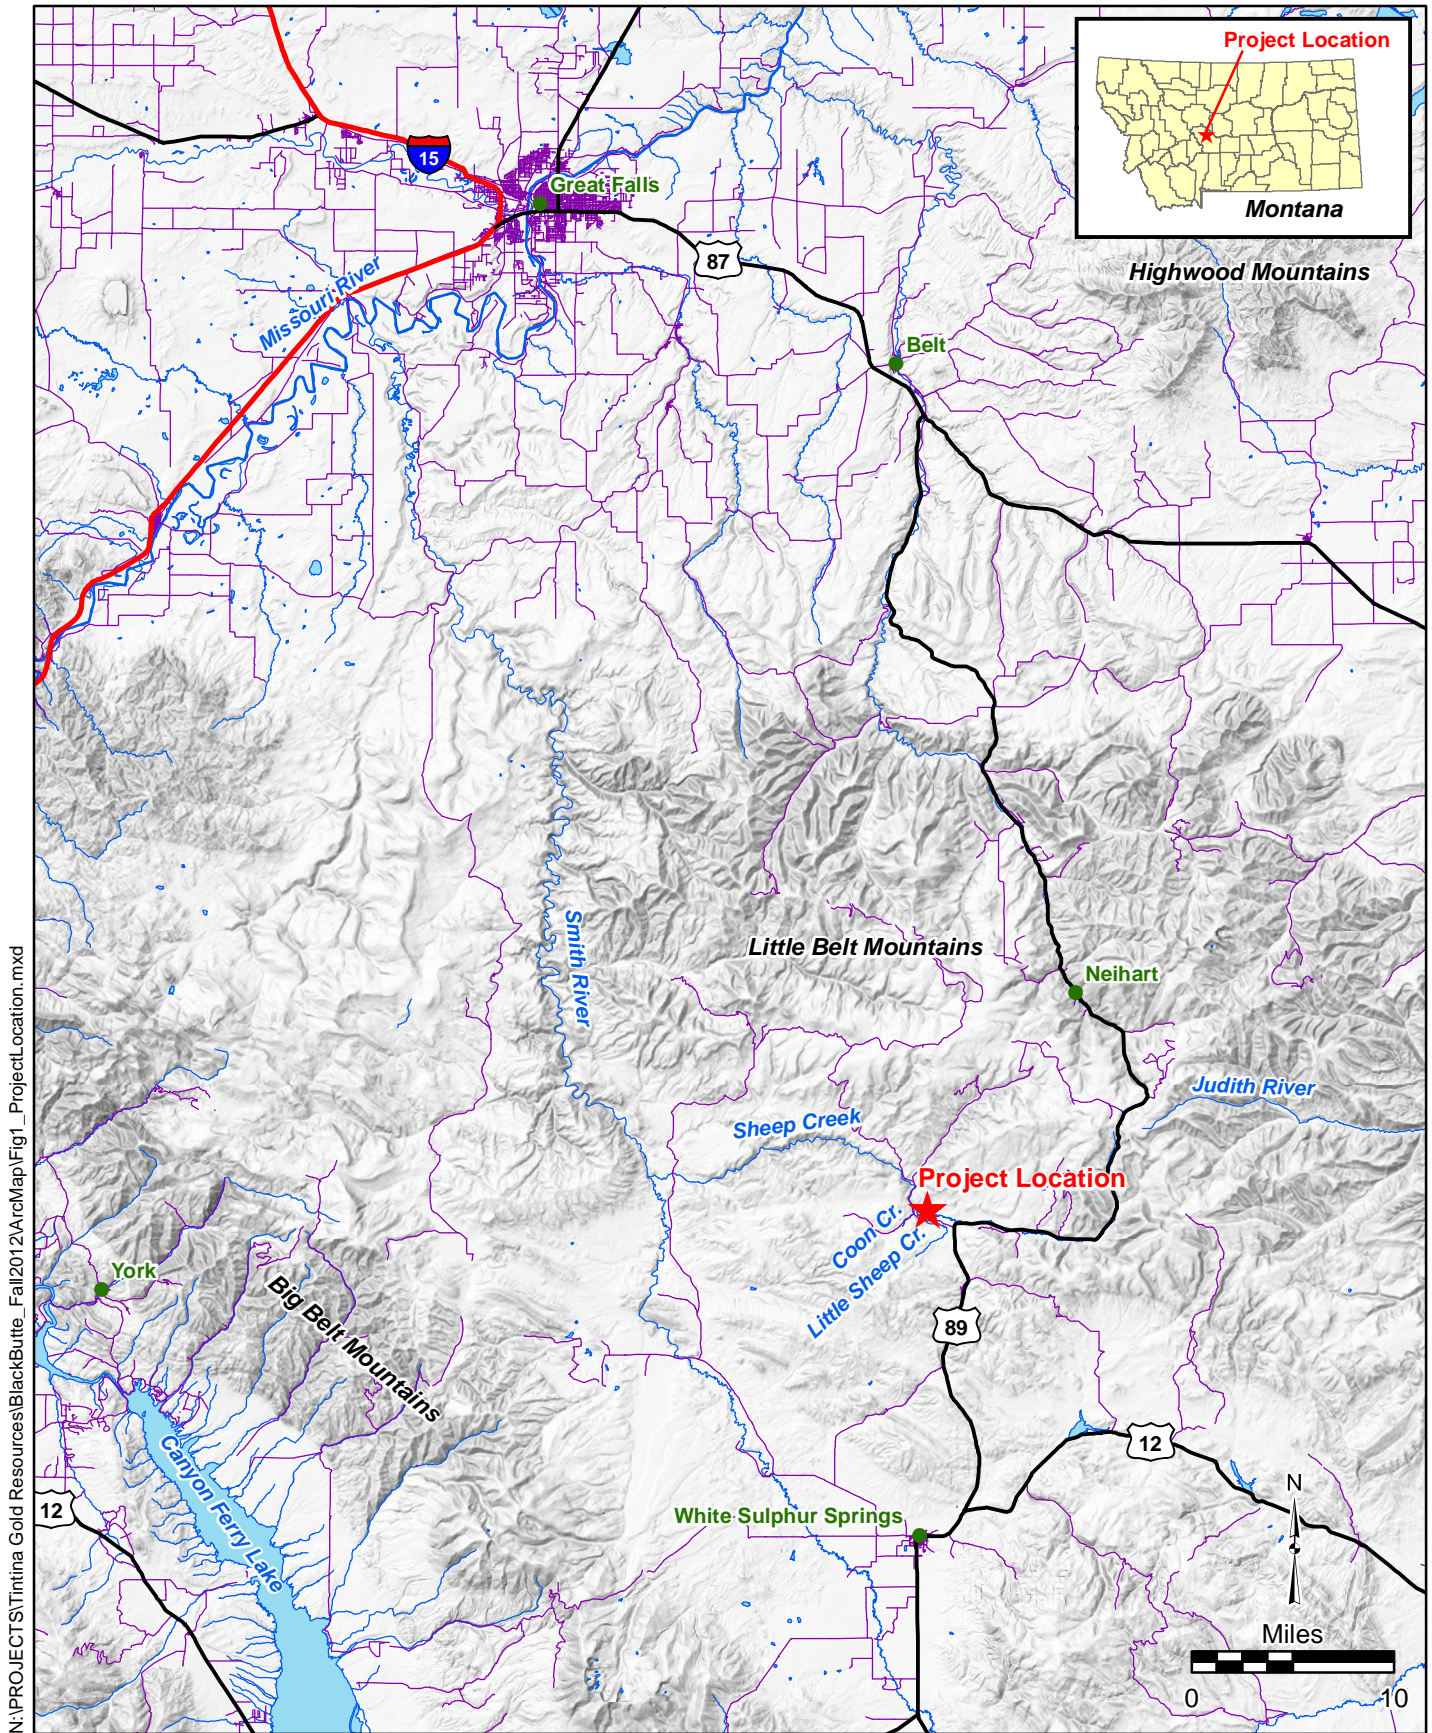 Project Location
Montana
15
Great Falls
87
Highwood Mountains
Missouri River
Belt
Smith River
Little Belt Mountains
Neihart
Judith River
Sheep Creek
Project Location
Coon Cr.
Little Sheep Cr.
York
Big Belt Mountains
89
Canyon Ferry Lake
12
12
White Sulphur Springs
N
Miles
0 10
N:\PROJECTS\Tintina Gold Resources\BlackButte_Fall2012\ArcMap\Fig1_ProjectLocation.mxd